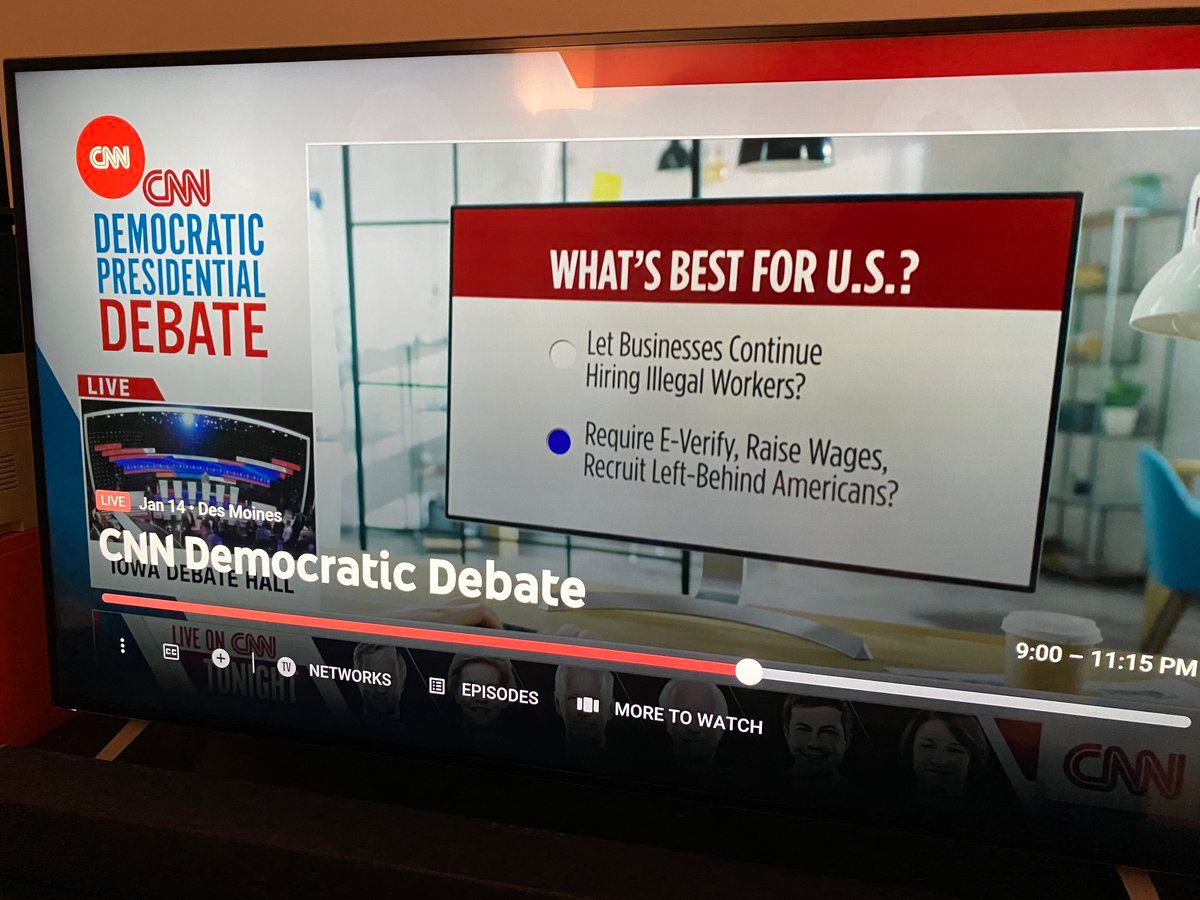 CNN
CNN
DEMOCRATIC
PRESIDENTIAL
DEBATE
LIVE
WHAT'S BEST FOR U.S.?
Let Businesses Continue
Hiring Illegal Workers?
Require E-Verify, Raise Wages,
Recruit Left-Behind Americans?
LIVE Jan 14 • Des Moines
CNN Democratic Debate
IOWA DEBATE HALL
9:00 – 11:15 PM
LIVE ON CNN
TONIGHT
CC
TV NETWORKS
EPISODES
MORE TO WATCH
CNN